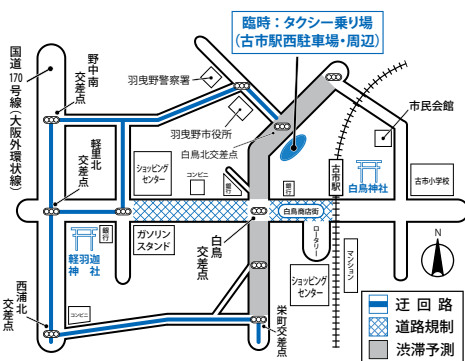 臨時：タクシー乗り場
（古市駅西駐車場・周辺）
国道170号線（大阪外環状線）
野中南
交差点
羽曳野警察署
羽曳野市役所
白鳥北交差点
市民会館
軽里北
交差点
ショッピング
センター
コンビニ
銀行
銀行
古市駅
白鳥神社
古市小学校
白鳥商店街
銀行
ガソリン
スタンド
軽羽迦
神社
白鳥
交差点
ロータリー
マンション
ショッピング
センター
N
西浦北
交差点
コンビニ
栄町交差点
迂回路
道路規制
渋滞予測